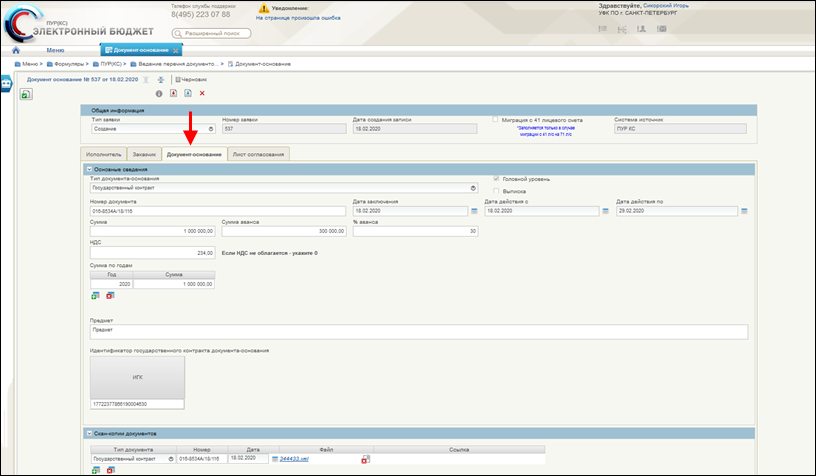 Телефон службы поддержки:
8(495) 223 07 88
Уведомление:
На странице произошла ошибка
Здравствуйте, Сикорский Игорь
УФК ПО г. САНКТ-ПЕТЕРБУРГ
ПУР(КС)
ЭЛЕКТРОННЫЙ БЮДЖЕТ
Расширенный поиск
Меню
Документ-основание
Меню > Формуляры > ПУР(КС) > Ведение перечня документо... > Документ-основание
Документ основание № 537 от 18.02.2020
Черновик
Общая информация
Тип заявки
Номер заявки
Дата создания записи
Миграция с 41 лицевого счета
Система источник
Создание
537
18.02.2020
*Заполняется только в случае
миграции с 41 л/с на 71 л/с
ПУР КС
Исполнитель
Заказчик
Документ-основание
Лист согласования
Основные сведения
Тип документа-основания
Головной уровень
Государственный контракт
Выписка
Номер документа
Дата заключения
Дата действия с
Дата действия по
016-8534А/18/116
18.02.2020
18.02.2020
29.02.2020
Сумма
Сумма аванса
% аванса
1 000 000,00
300 000,00
30
НДС
234,00
Если НДС не облагается - укажите 0
Сумма по годам
Год
Сумма
2020
1 000 000,00
Предмет
Предмет
Идентификатор государственного контракта документа-основания
ИГК
17722377866190004630
Скан-копии документов
Тип документа
Номер
Дата
Файл
Ссылка
Государственный контракт
016-8534А/18/116
18.02.2020
344433.xml